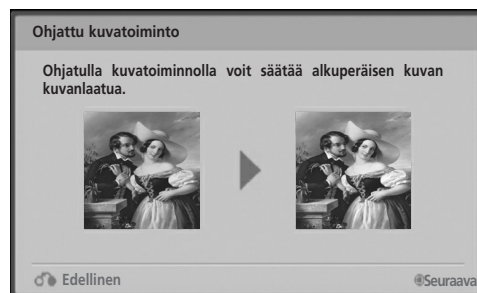 Ohjattu kuvatoiminto
Ohjatulla kuvatoiminnolla voit säätää alkuperäisen kuvan
kuvanlaatua.
Edellinen
Seuraava